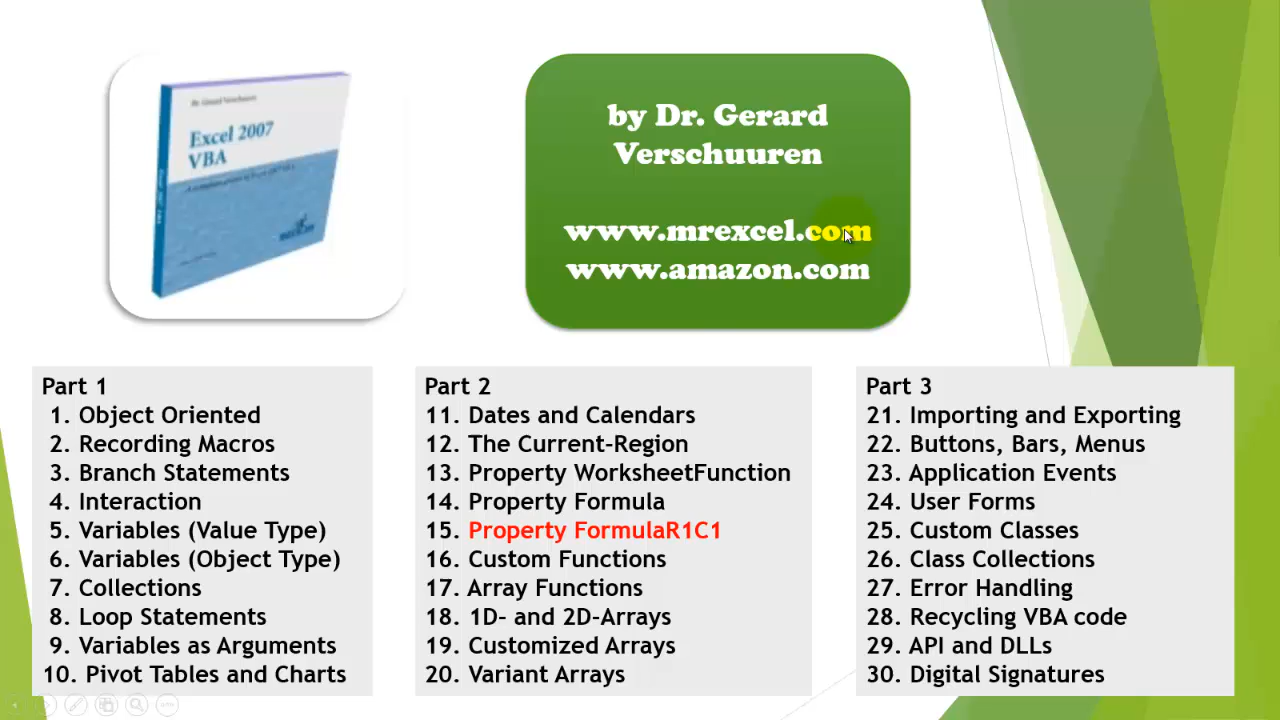 Dr. Gerard Verschuuren
Excel 2007
VBA
by Dr. Gerard
Verschuuren
www.mrexcel.com
www.amazon.com
Part 1
1. Object Oriented
2. Recording Macros
3. Branch Statements
4. Interaction
5. Variables (Value Type)
6. Variables (Object Type)
7. Collections
8. Loop Statements
9. Variables as Arguments
10. Pivot Tables and Charts
Part 2
11. Dates and Calendars
12. The Current-Region
13. Property WorksheetFunction
14. Property Formula
15. Property FormulaR1C1
16. Custom Functions
17. Array Functions
18. 1D- and 2D-Arrays
19. Customized Arrays
20. Variant Arrays
Part 3
21. Importing and Exporting
22. Buttons, Bars, Menus
23. Application Events
24. User Forms
25. Custom Classes
26. Class Collections
27. Error Handling
28. Recycling VBA code
29. API and DLLs
30. Digital Signatures